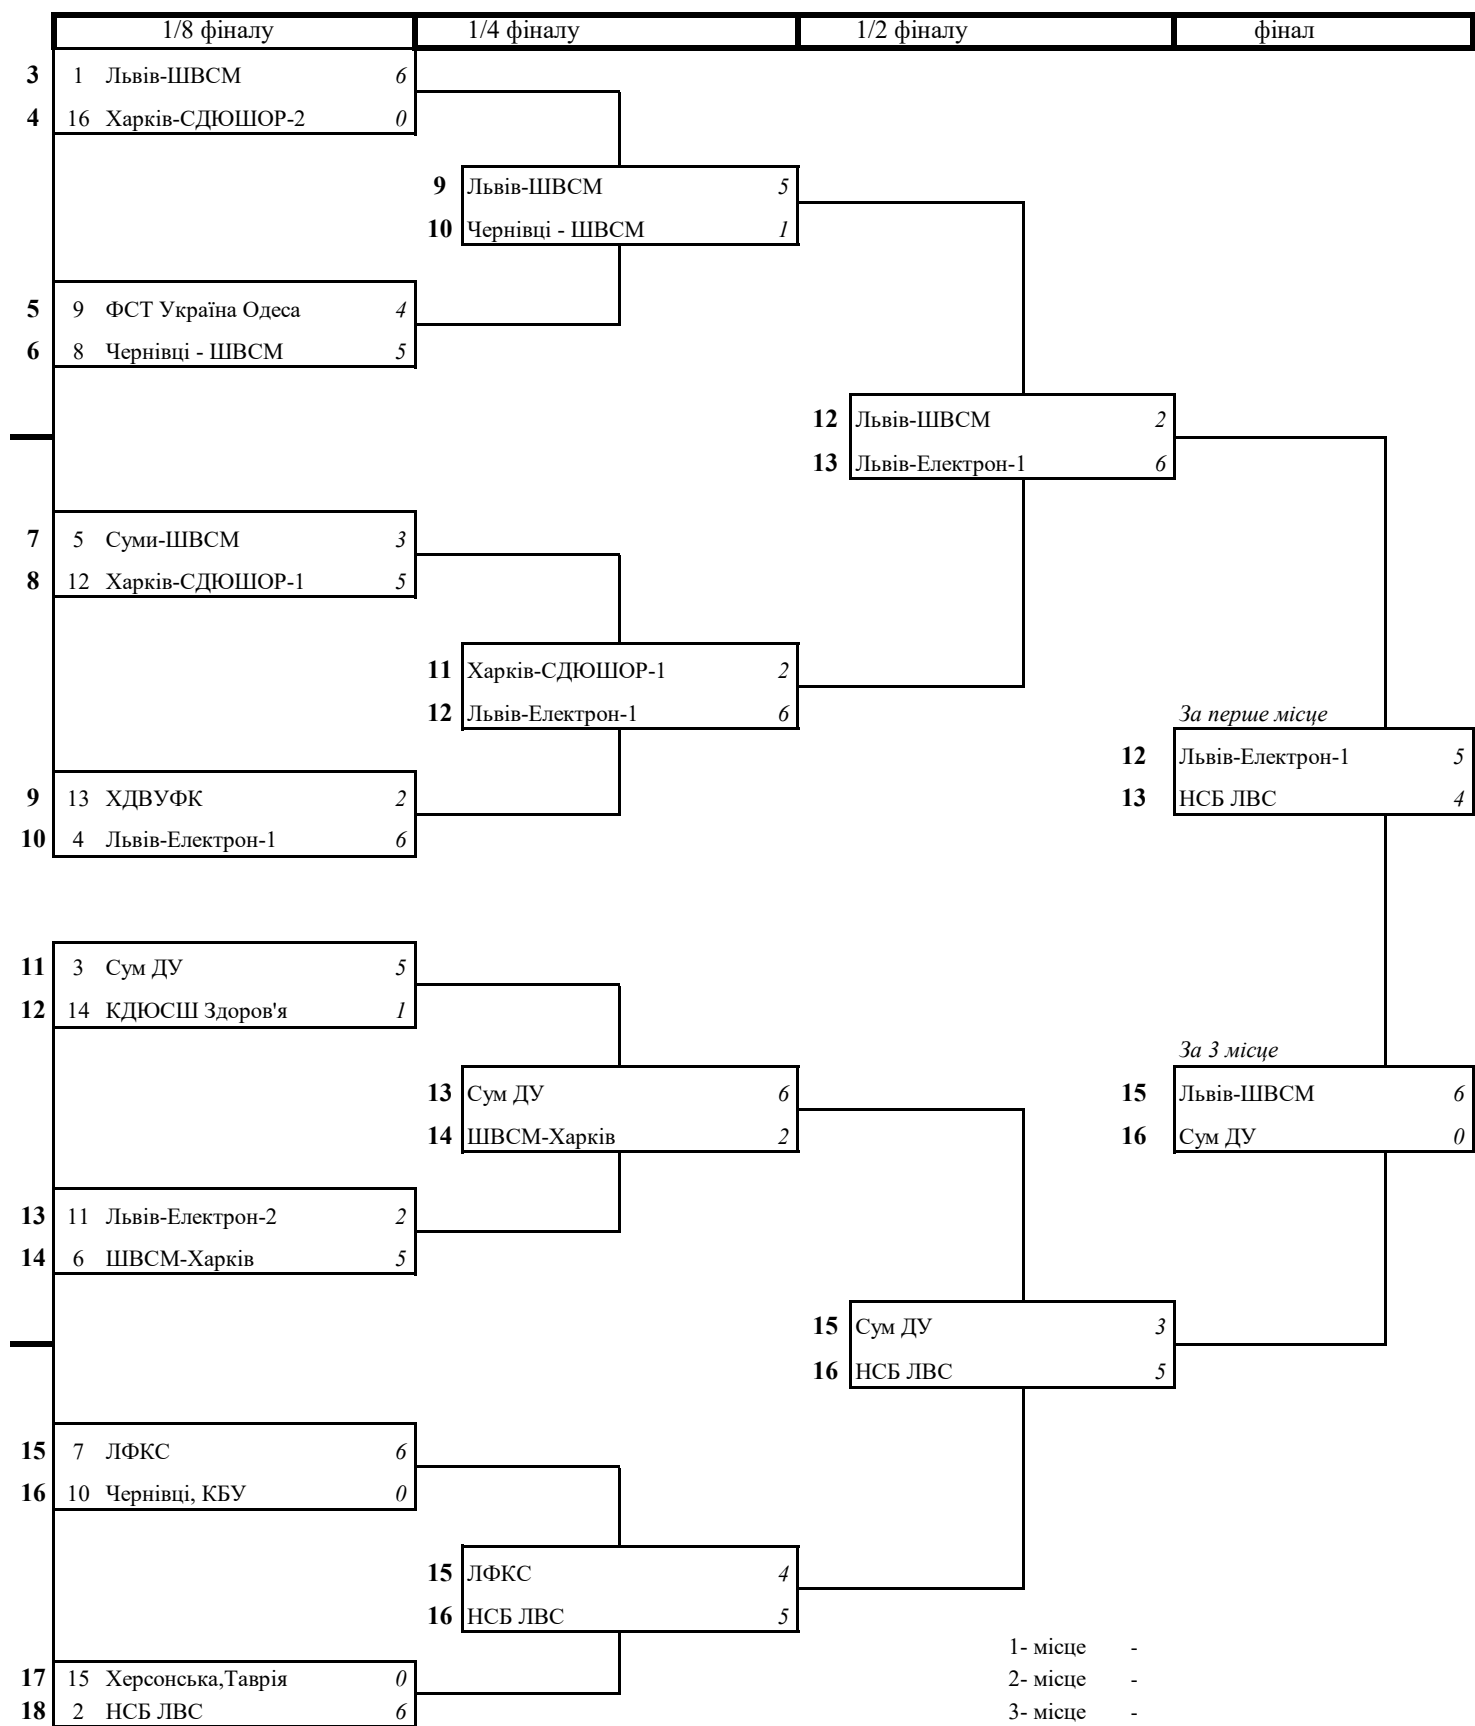 1/8 фіналу 1/4 фіналу 1/2 фіналу фінал
3 1 Львів-ШВСМ 6
4 16 Харків-СДЮШОР-2 0
9 Львів-ШВСМ 5
10 Чернівці - ШВСМ 1
5 9 ФСТ Україна Одеса 4
6 8 Чернівці - ШВСМ 5
12 Львів-ШВСМ 2
13 Львів-Електрон-1 6
7 5 Суми-ШВСМ 3
8 12 Харків-СДЮШОР-1 5
11 Харків-СДЮШОР-1 2
12 Львів-Електрон-1 6
За перше місце
12 Львів-Електрон-1 5
13 НСБ ЛВС 4
9 13 ХДВУФК 2
10 4 Львів-Електрон-1 6
11 3 Сум ДУ 5
12 14 КДЮСШ Здоров'я 1
За 3 місце
13 Сум ДУ 6
14 ШВСМ-Харків 2
15 Львів-ШВСМ 6
16 Сум ДУ 0
13 11 Львів-Електрон-2 2
14 6 ШВСМ-Харків 5
15 Сум ДУ 3
16 НСБ ЛВС 5
15 7 ЛФКС 6
16 10 Чернівці, КБУ 0
15 ЛФКС 4
16 НСБ ЛВС 5
1- місце -
17 15 Херсонська,Таврія 0
2- місце -
18 2 НСБ ЛВС 6
3- місце -